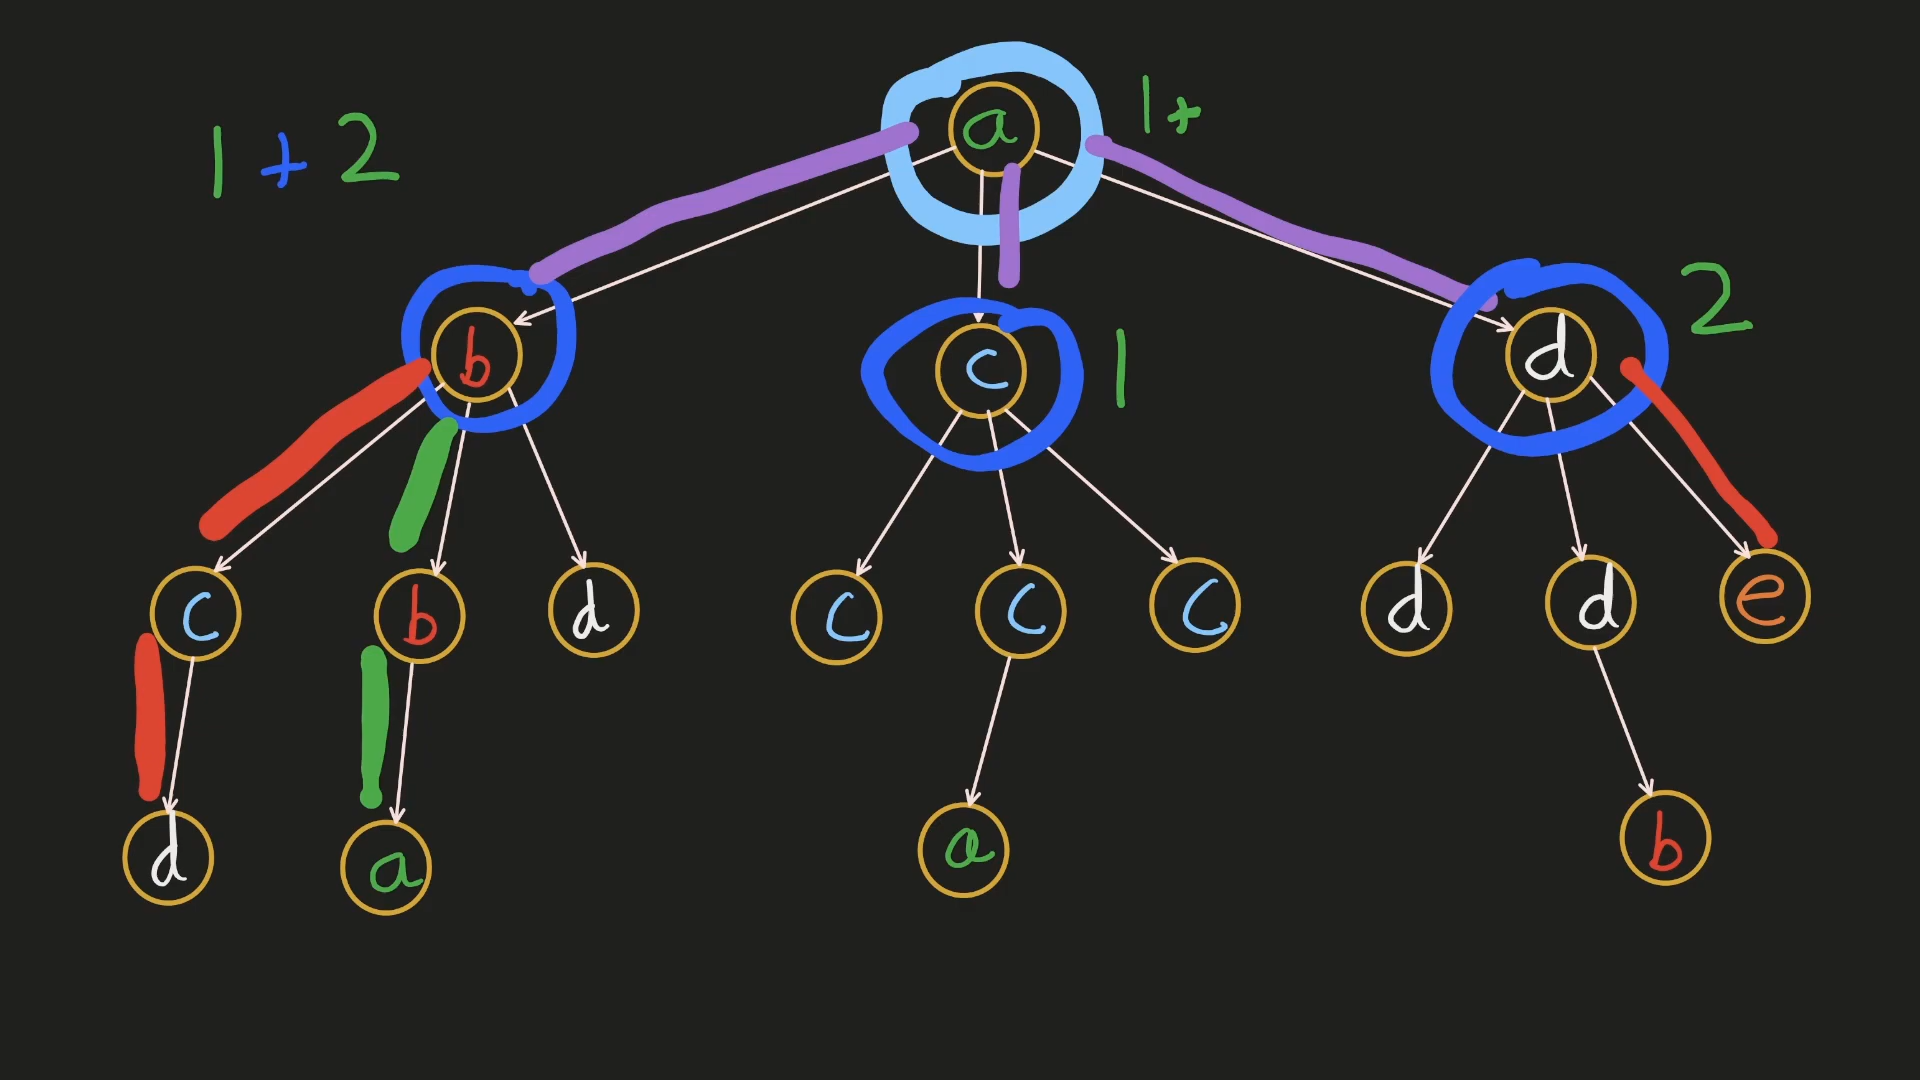 a 1+
1 + 2
b c 1 d 2
c b d c c c d d e
d a a b